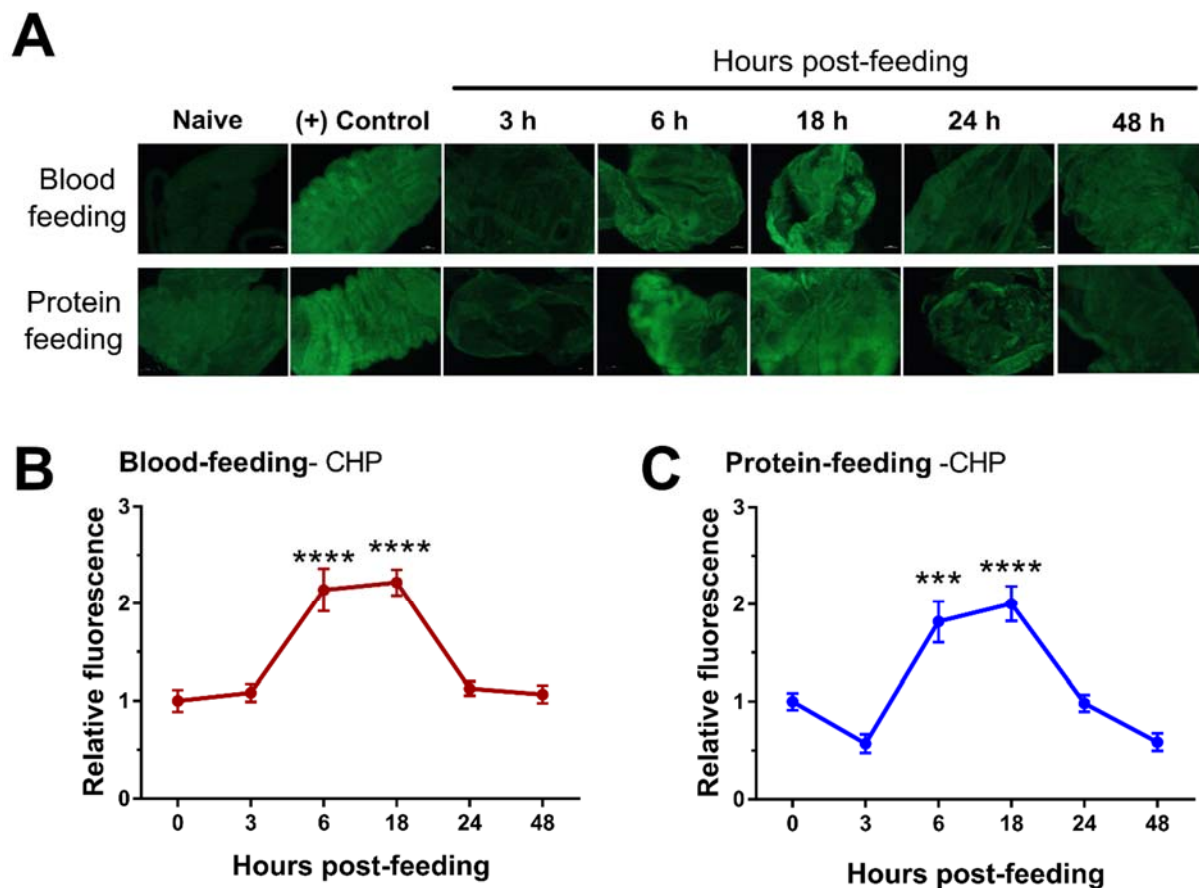 A
Hours post-feeding
Naive (+) Control 3 h 6 h 18 h 24 h 48 h
Blood
feeding
Protein
feeding
B Blood-feeding- CHP
Relative fluorescence
3
2
1
0
**** ****
0 3 6 18 24 48
Hours post-feeding
C Protein-feeding -CHP
Relative fluorescence
3
2
1
0
*** ****
0 3 6 18 24 48
Hours post-feeding